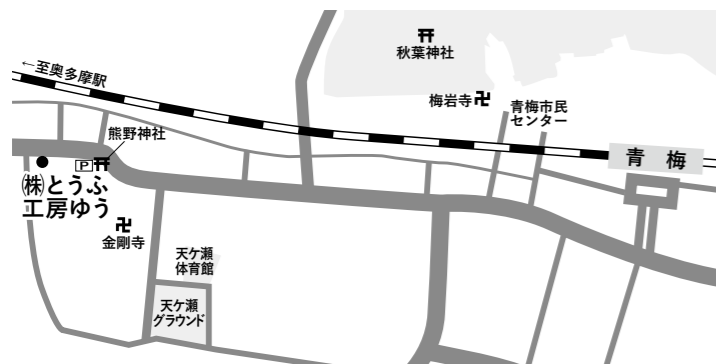 ←至奥多摩駅
秋葉神社
梅岩寺
青梅市民
センター
青梅
熊野神社
P
㈱とうふ
工房ゆう
金剛寺
天ケ瀬
体育館
天ケ瀬
グラウンド